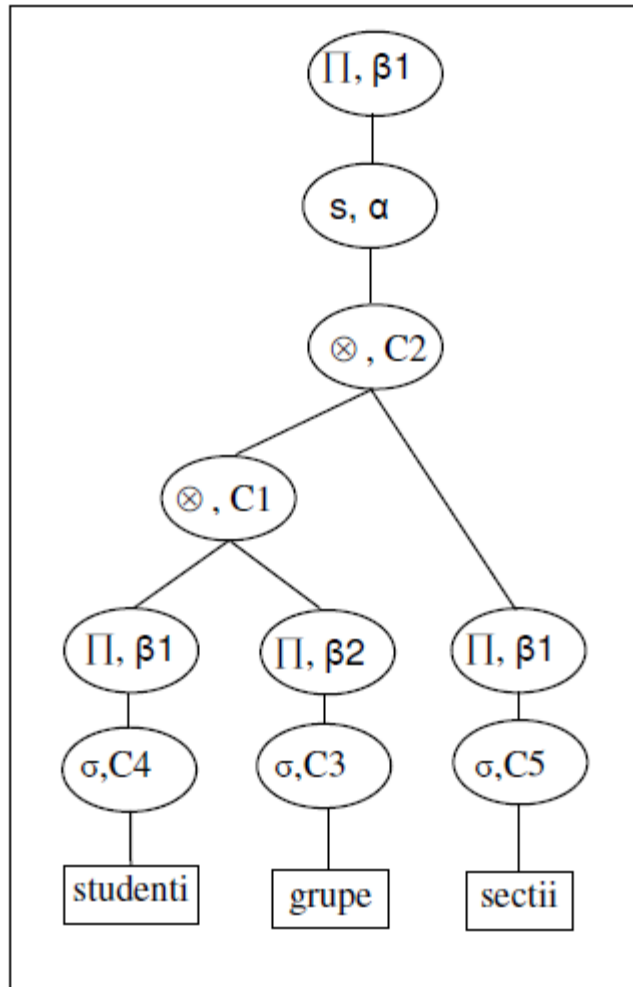 ∏, β1
s, α
⊗ , C2
⊗ , C1
∏, β1
∏, β2
∏, β1
σ,C4
σ,C3
σ,C5
studenti
grupe
sectii